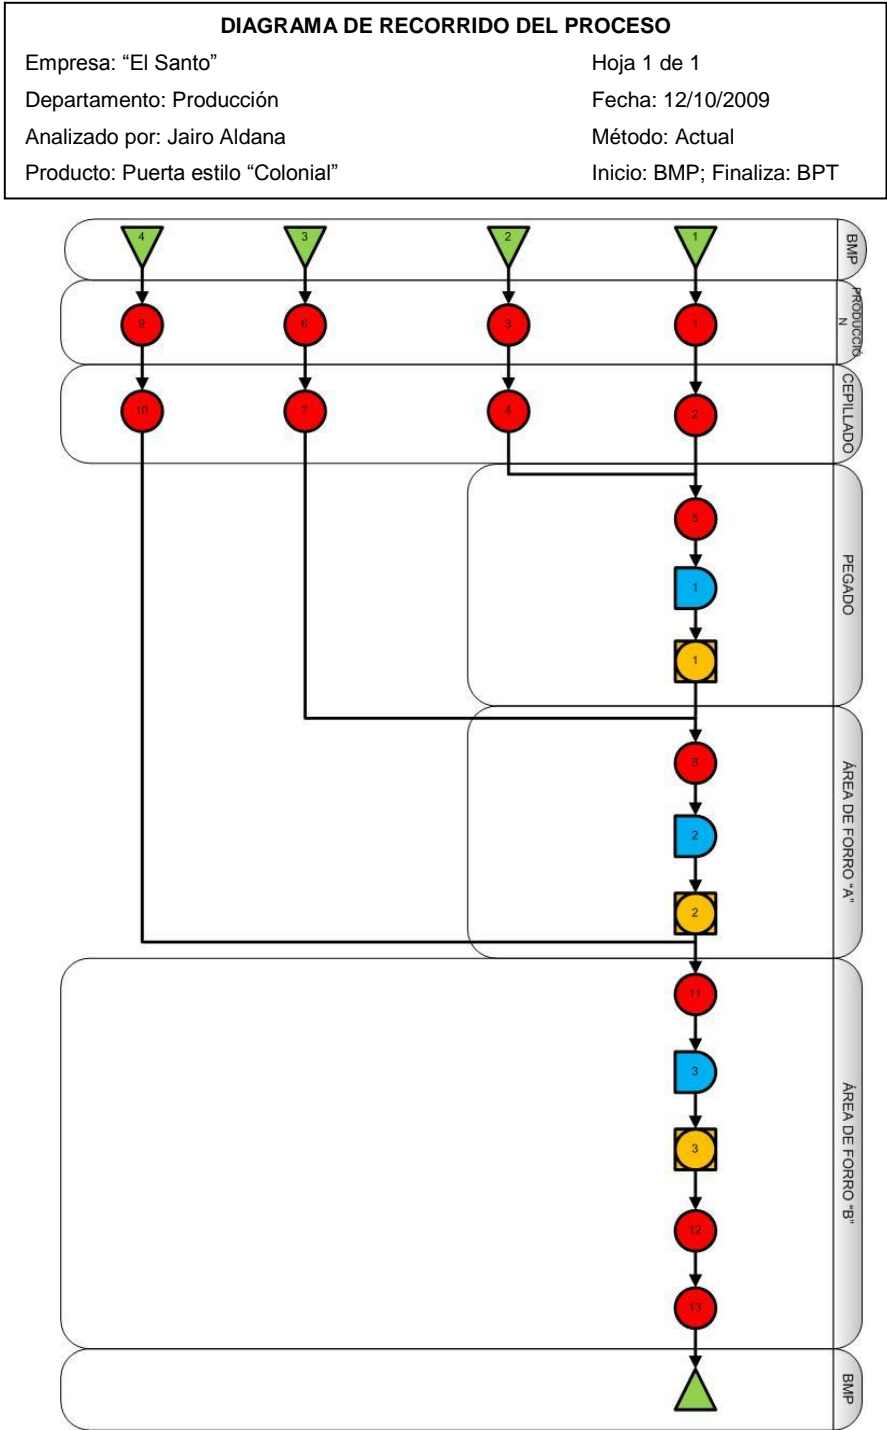 DIAGRAMA DE RECORRIDO DEL PROCESO
Empresa: “El Santo”
Hoja 1 de 1
Departamento: Producción
Fecha: 12/10/2009
Analizado por: Jairo Aldana
Método: Actual
Producto: Puerta estilo “Colonial”
Inicio: BMP; Finaliza: BPT
4
3
2
1
BMP
9
6
3
1
PRODUCCIÓ
N
10
7
4
2
CEPILLADO
5
1
1
PEGADO
8
2
2
ÁREA DE FORRO “A”
11
3
3
12
13
ÁREA DE FORRO “B”
BMP